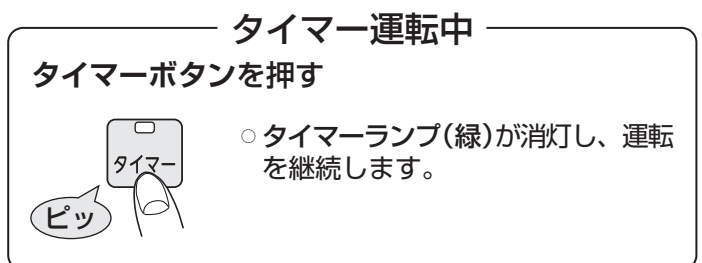 タイマー運転中
タイマーボタンを押す
○タイマーランプ(緑)が消灯し、運転
を継続します。
タイマー
ピッ